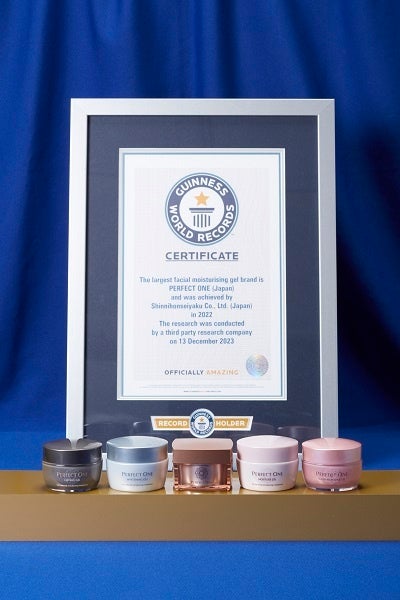 GUINNESS
WORLD RECORDS
CERTIFICATE
The largest facial moisturising gel brand is
PERFECT ONE (Japan)
and was achieved by
Shinnihonseiyaku Co., Ltd. (Japan)
in 2022
The research was conducted
by a third party research company
on 13 December 2023
OFFICIALLY AMAZING
RECORD HOLDER
PERFECT ONE
PERFECT ONE
PERFECT ONE
PERFECT ONE